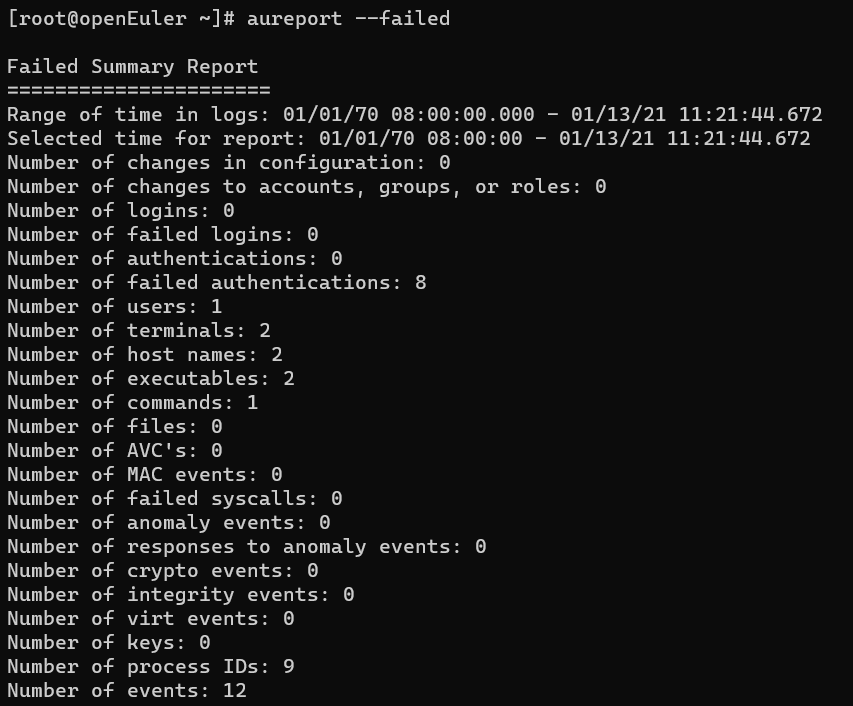 [root@openEuler ~]# aureport --failed
Failed Summary Report
======================
Range of time in logs: 01/01/70 08:00:00.000 - 01/13/21 11:21:44.672
Selected time for report: 01/01/70 08:00:00 - 01/13/21 11:21:44.672
Number of changes in configuration: 0
Number of changes to accounts, groups, or roles: 0
Number of logins: 0
Number of failed logins: 0
Number of authentications: 0
Number of failed authentications: 8
Number of users: 1
Number of terminals: 2
Number of host names: 2
Number of executables: 2
Number of commands: 1
Number of files: 0
Number of AVC's: 0
Number of MAC events: 0
Number of failed syscalls: 0
Number of anomaly events: 0
Number of responses to anomaly events: 0
Number of crypto events: 0
Number of integrity events: 0
Number of virt events: 0
Number of keys: 0
Number of process IDs: 9
Number of events: 12